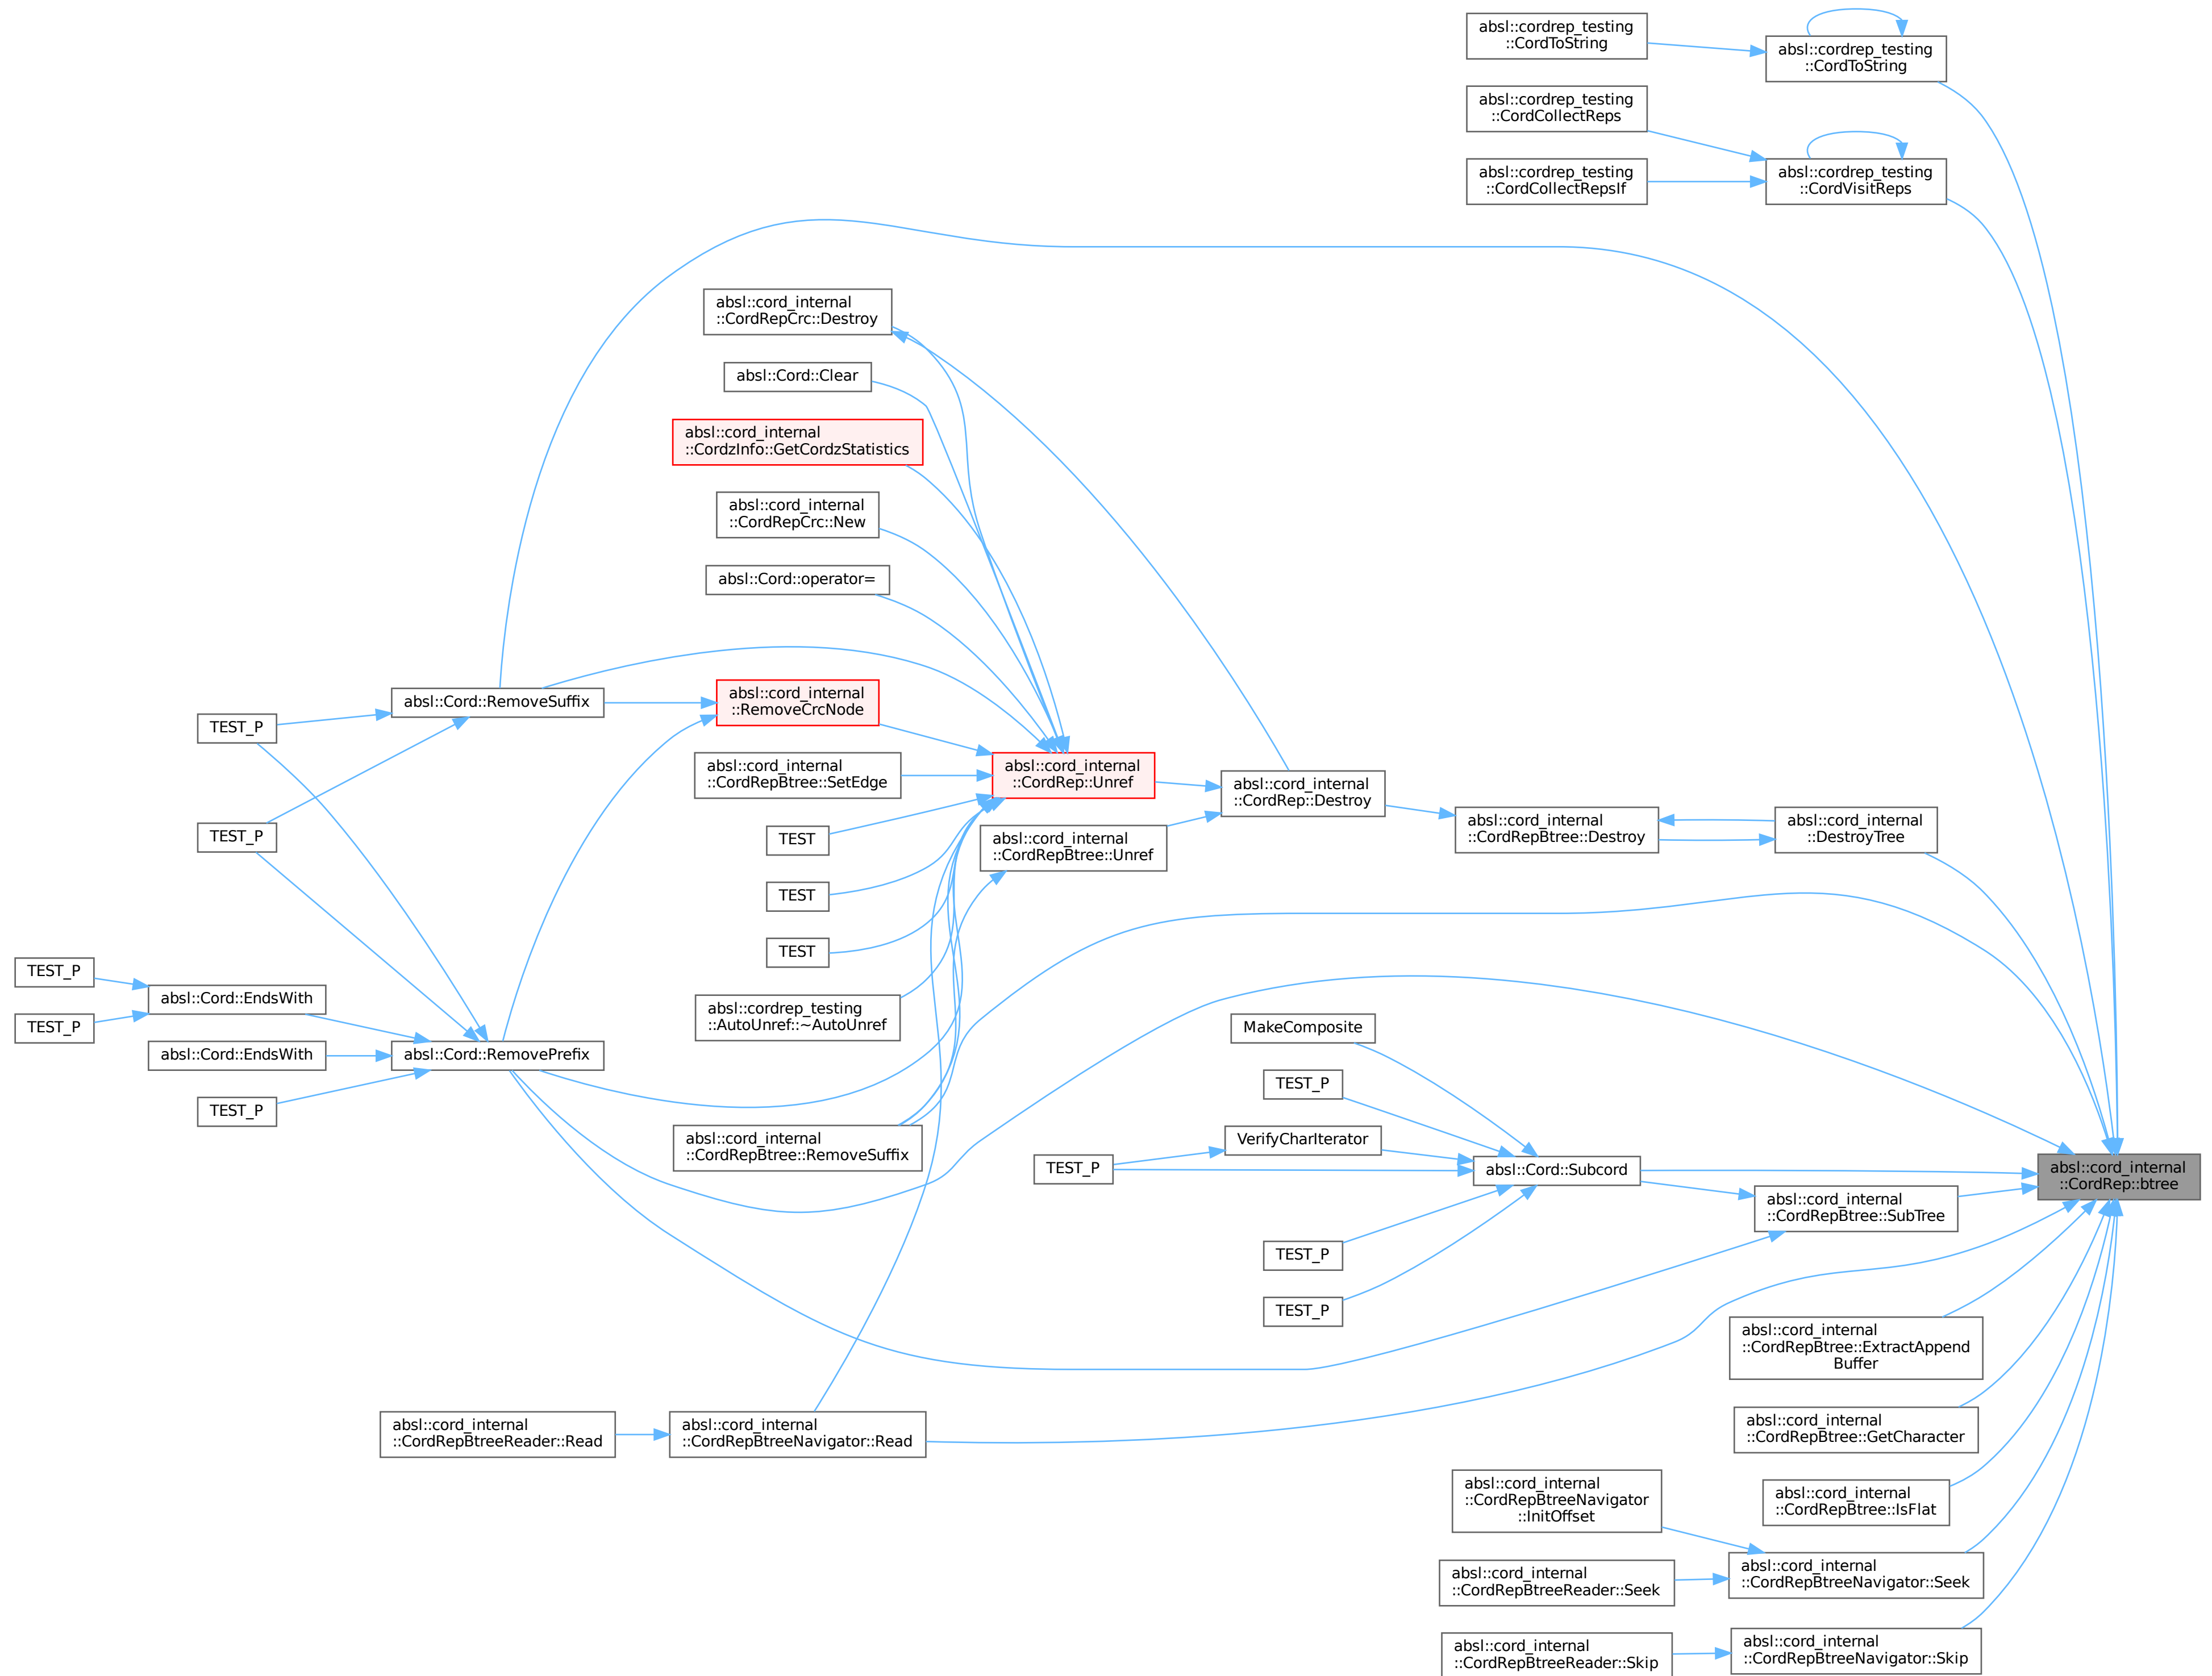 absl::cordrep_testing
::CordToString
absl::cordrep_testing
::CordToString
absl::cordrep_testing
::CordCollectReps
absl::cordrep_testing
::CordCollectRepsIf
absl::cordrep_testing
::CordVisitReps
absl::cord_internal
::CordRepCrc::Destroy
absl::Cord::Clear
absl::cord_internal
::CordzInfo::GetCordzStatistics
absl::cord_internal
::CordRepCrc::New
absl::Cord::operator=
absl::Cord::RemoveSuffix
absl::cord_internal
::RemoveCrcNode
TEST_P
absl::cord_internal
::CordRepBtree::SetEdge
absl::cord_internal
::CordRep::Unref
absl::cord_internal
::CordRep::Destroy
TEST_P
TEST
absl::cord_internal
::CordRepBtree::Unref
absl::cord_internal
::CordRepBtree::Destroy
absl::cord_internal
::DestroyTree
TEST
TEST
TEST_P
absl::Cord::EndsWith
TEST_P
absl::cordrep_testing
::AutoUnref::~AutoUnref
absl::Cord::EndsWith
absl::Cord::RemovePrefix
MakeComposite
TEST_P
TEST_P
absl::cord_internal
::CordRepBtree::RemoveSuffix
VerifyCharIterator
TEST_P
absl::Cord::Subcord
absl::cord_internal
::CordRep::btree
absl::cord_internal
::CordRepBtree::SubTree
TEST_P
TEST_P
absl::cord_internal
::CordRepBtree::ExtractAppend
Buffer
absl::cord_internal
::CordRepBtreeReader::Read
absl::cord_internal
::CordRepBtreeNavigator::Read
absl::cord_internal
::CordRepBtree::GetCharacter
absl::cord_internal
::CordRepBtreeNavigator
::InitOffset
absl::cord_internal
::CordRepBtree::IsFlat
absl::cord_internal
::CordRepBtreeReader::Seek
absl::cord_internal
::CordRepBtreeNavigator::Seek
absl::cord_internal
::CordRepBtreeReader::Skip
absl::cord_internal
::CordRepBtreeNavigator::Skip